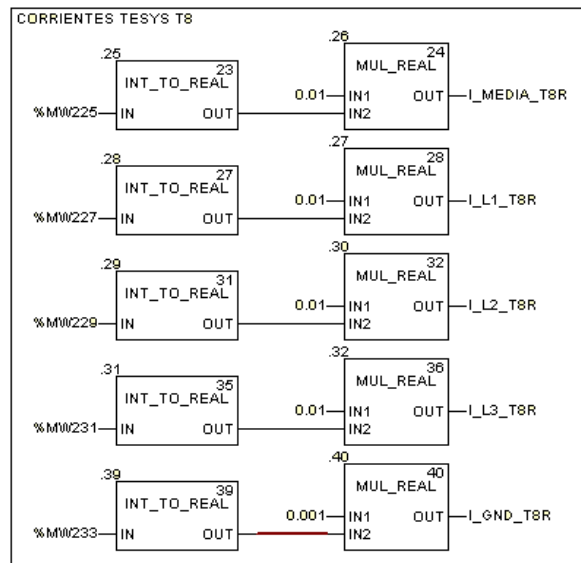 CORRIENTES TESYS T8
.25 .26
23 24
INT_TO_REAL MUL_REAL
0.01 IN1 OUT I_MEDIA_T8R
%MW225 IN OUT IN2
.28 .27
27 28
INT_TO_REAL MUL_REAL
0.01 IN1 OUT I_L1_T8R
%MW227 IN OUT IN2
.29 .30
31 32
INT_TO_REAL MUL_REAL
0.01 IN1 OUT I_L2_T8R
%MW229 IN OUT IN2
.31 .32
35 36
INT_TO_REAL MUL_REAL
0.01 IN1 OUT I_L3_T8R
%MW231 IN OUT IN2
.39 .40
39 40
INT_TO_REAL MUL_REAL
0.001 IN1 OUT I_GND_T8R
%MW233 IN OUT IN2